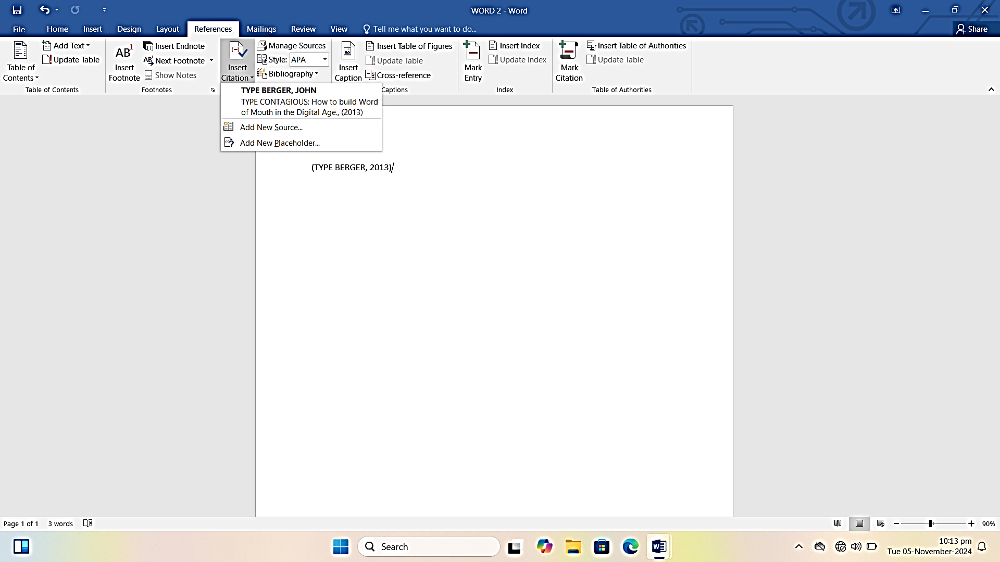 WORD 2 - Word
File Home Insert Design Layout References Mailings Review View Tell me what you want to do... Share
Table of Contents
Add Text
Update Table
Table of Contents
AB1 Insert Footnote
Insert Endnote
AB1 Next Footnote
Show Notes
Footnotes
Insert Citation
Manage Sources
Style: APA
Bibliography
Insert Caption
Insert Table of Figures
Update Table
Cross-reference
Captions
Mark Entry
Insert Index
Update Index
Index
Mark Citation
Insert Table of Authorities
Update Table
Table of Authorities
TYPE BERGER, JOHN
TYPE CONTAGIOUS: How to build Word
of Mouth in the Digital Age., (2013)
Add New Source...
Add New Placeholder...
(TYPE BERGER, 2013)/
Page 1 of 1 3 words 90%
Search
10:13 pm
Tue 05-November-2024